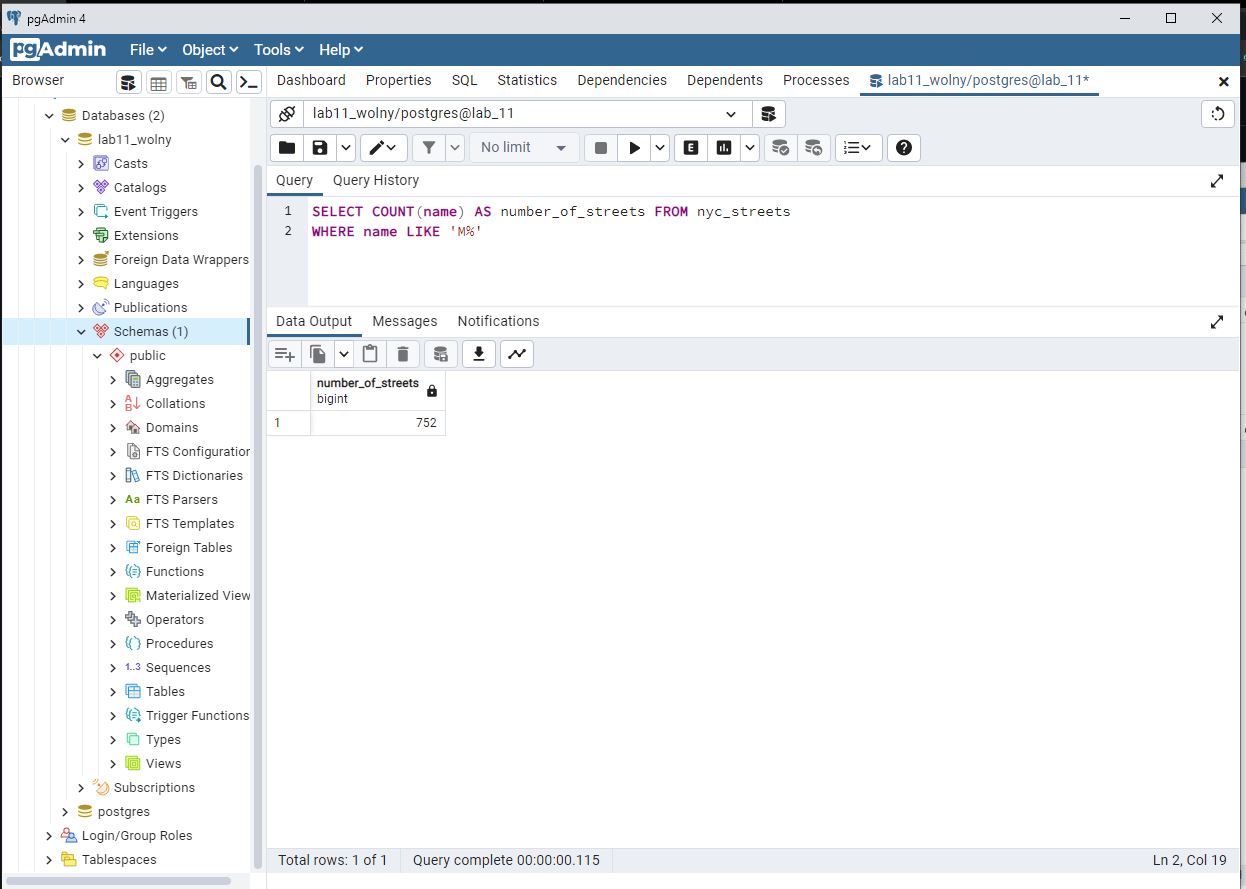 pgAdmin 4
pgAdmin File Object Tools Help
Browser
Dashboard Properties SQL Statistics Dependencies Dependents Processes lab11_wolny/postgres@lab_11*
Databases (2)
lab11_wolny
Casts
Catalogs
Event Triggers
Extensions
Foreign Data Wrappers
Languages
Publications
Schemas (1)
public
Aggregates
Collations
Domains
FTS Configuration
FTS Dictionaries
Aa FTS Parsers
FTS Templates
Foreign Tables
Functions
Materialized View
Operators
Procedures
1..3 Sequences
Tables
Trigger Functions
Types
Views
Subscriptions
postgres
Login/Group Roles
Tablespaces
lab11_wolny/postgres@lab_11
No limit
E
Query Query History
1 SELECT COUNT(name) AS number_of_streets FROM nyc_streets
2 WHERE name LIKE 'M%'
Data Output Messages Notifications
number_of_streets
bigint
1 752
Total rows: 1 of 1 Query complete 00:00:00.115 Ln 2, Col 19